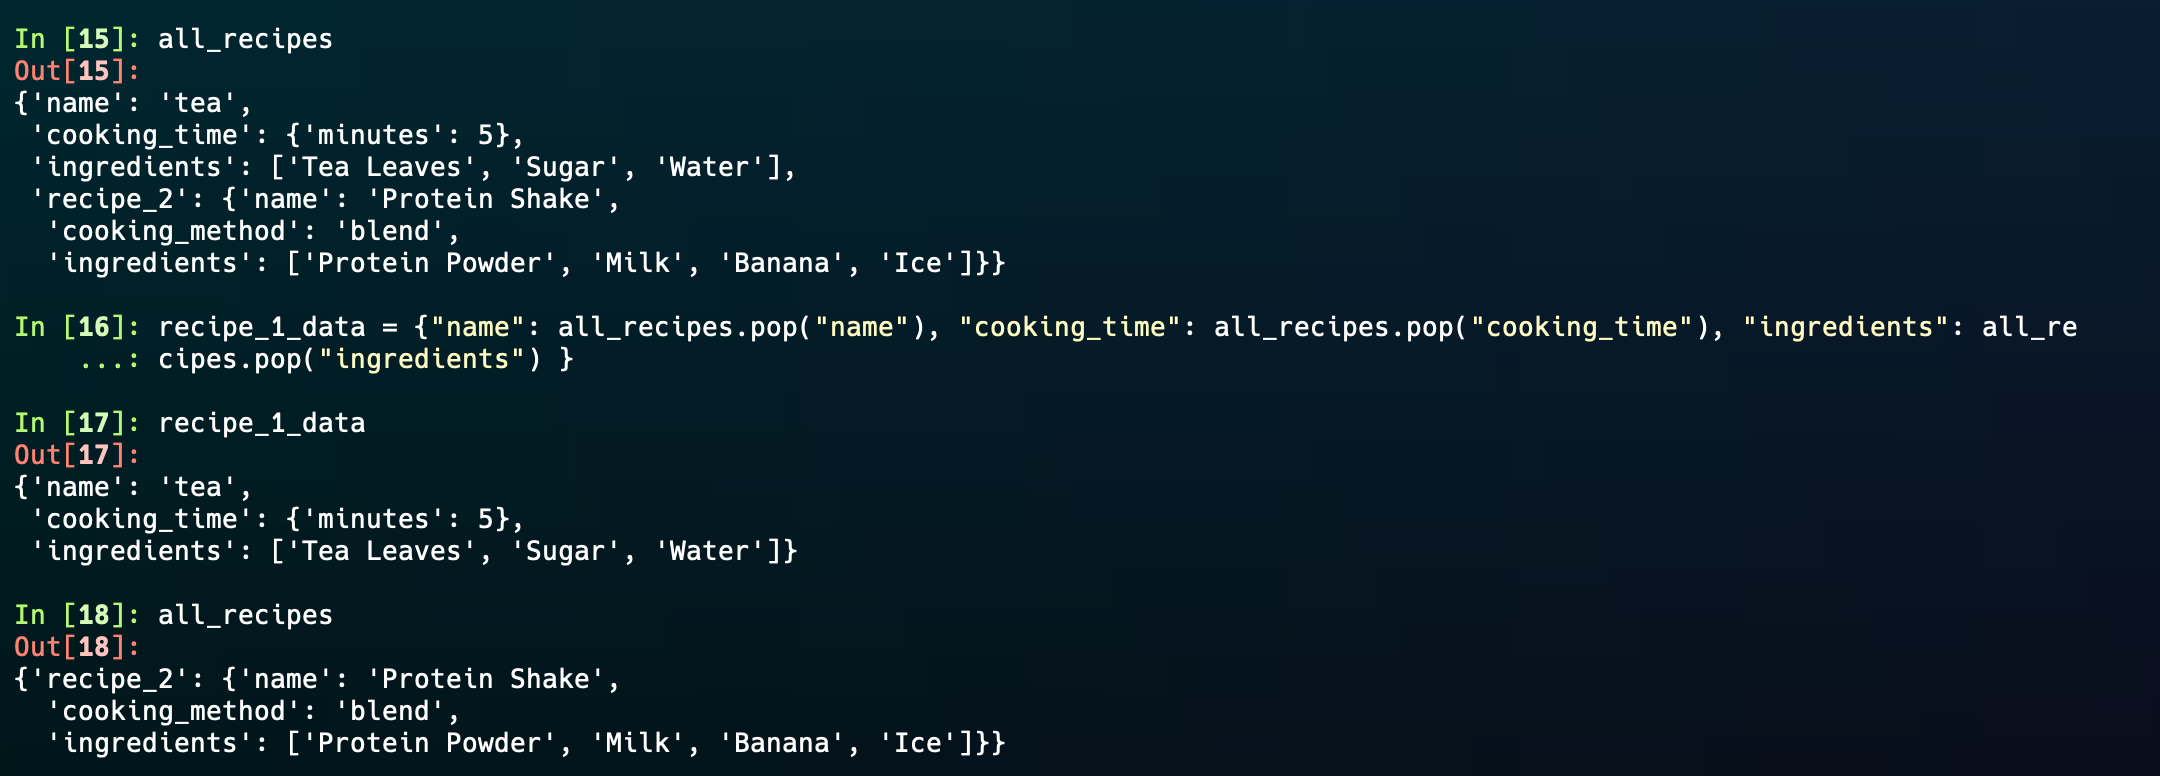 In [15]: all_recipes
Out[15]:
{'name': 'tea',
 'cooking_time': {'minutes': 5},
 'ingredients': ['Tea Leaves', 'Sugar', 'Water'],
 'recipe_2': {'name': 'Protein Shake',
  'cooking_method': 'blend',
  'ingredients': ['Protein Powder', 'Milk', 'Banana', 'Ice']}}
In [16]: recipe_1_data = {"name": all_recipes.pop("name"), "cooking_time": all_recipes.pop("cooking_time"), "ingredients": all_re
    ...: cipes.pop("ingredients") }
In [17]: recipe_1_data
Out[17]:
{'name': 'tea',
 'cooking_time': {'minutes': 5},
 'ingredients': ['Tea Leaves', 'Sugar', 'Water']}
In [18]: all_recipes
Out[18]:
{'recipe_2': {'name': 'Protein Shake',
  'cooking_method': 'blend',
  'ingredients': ['Protein Powder', 'Milk', 'Banana', 'Ice']}}